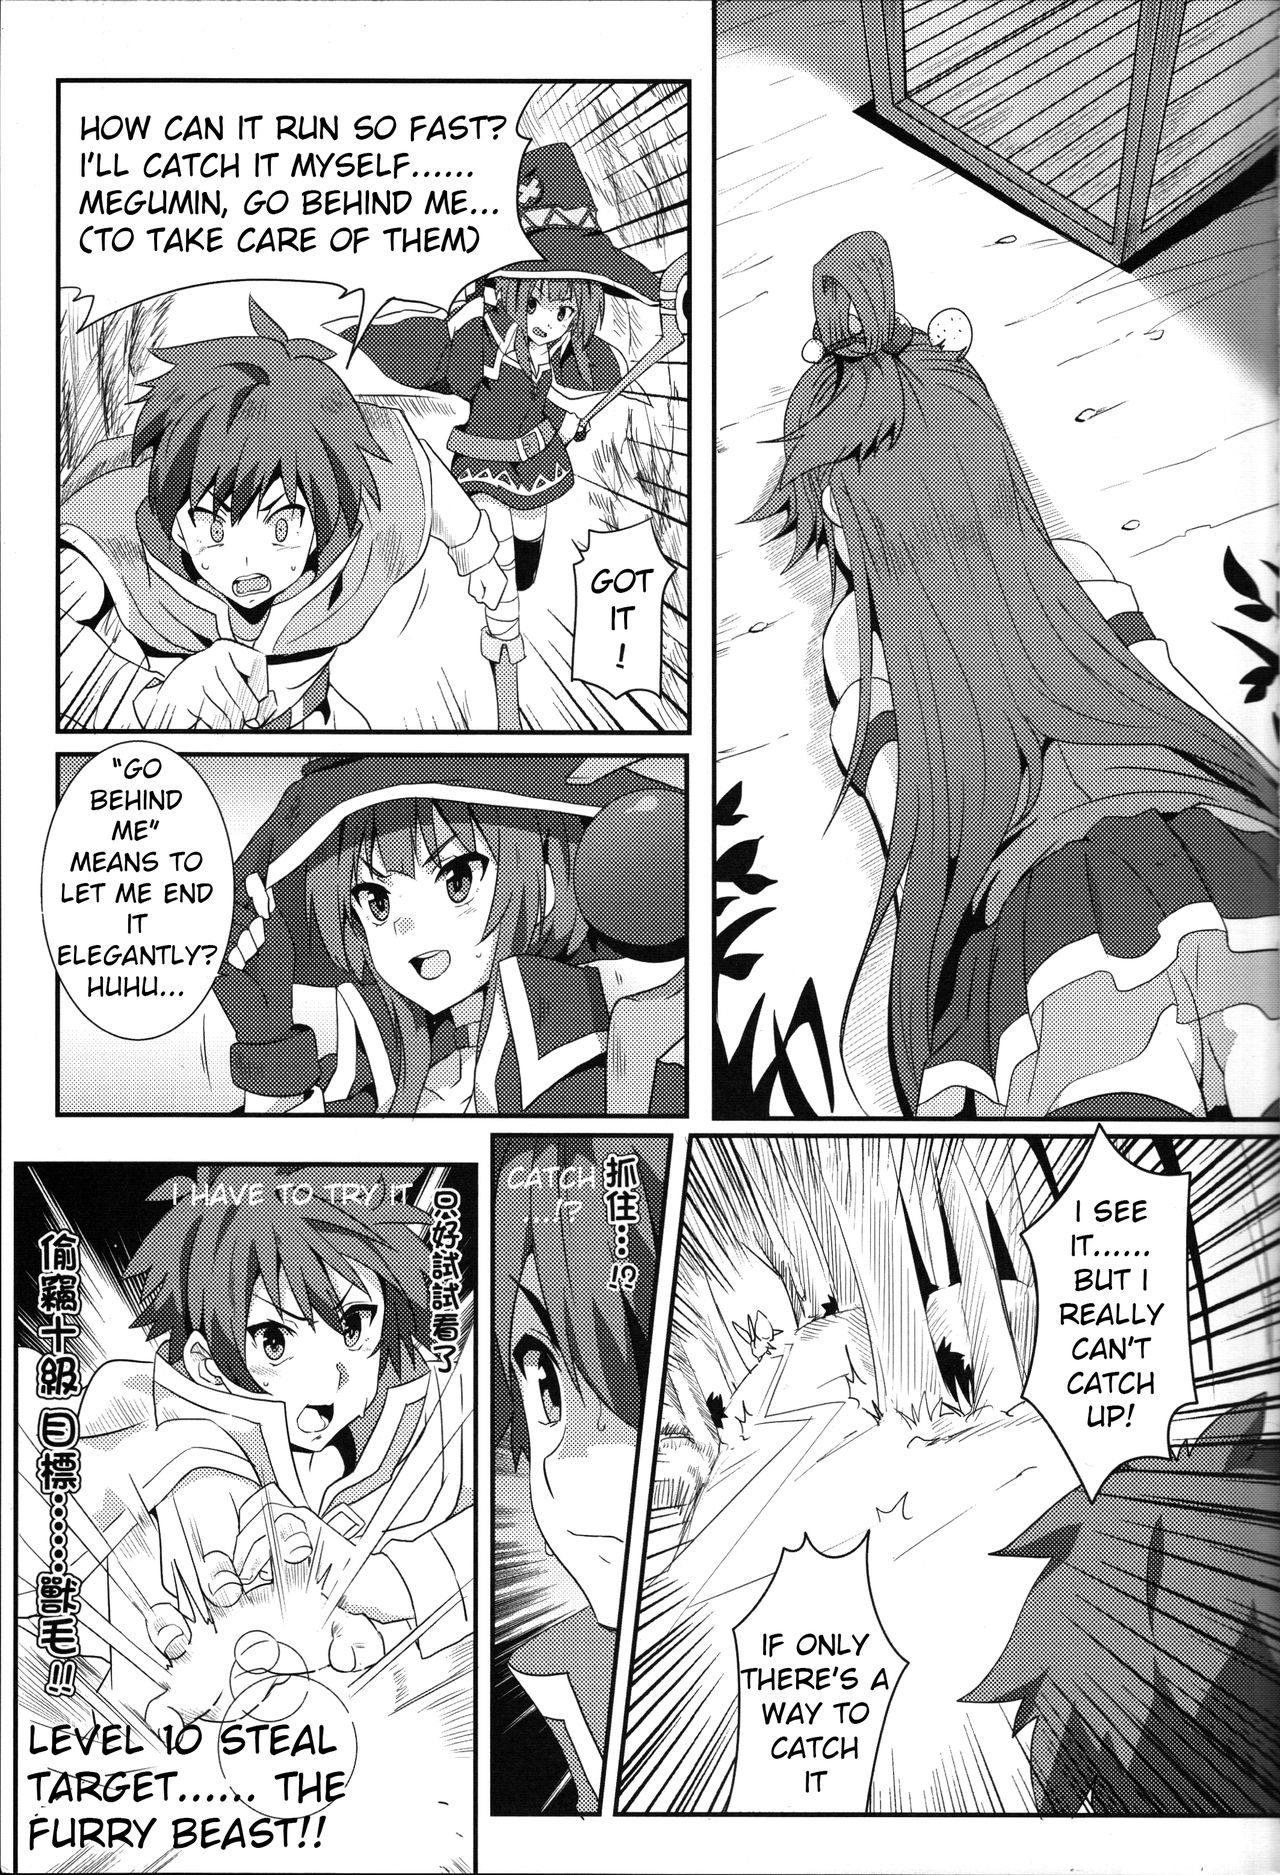 HOW CAN IT RUN SO FAST?
I'LL CATCH IT MYSELF......
MEGUMIN, GO BEHIND ME...
(TO TAKE CARE OF THEM)
GOT
IT
!
"GO
BEHIND
ME"
MEANS TO
LET ME END
IT
ELEGANTLY?
HUHU...
I SEE
IT......
BUT I
REALLY
CAN'T
CATCH
UP!
IF ONLY
THERE'S A
WAY TO
CATCH
IT
抓住…!?
CATCH
....!?
只好試試看了
I HAVE TO TRY IT
偷竊十級 目標………獸毛!!
LEVEL 10 STEAL
TARGET...... THE
FURRY BEAST!!